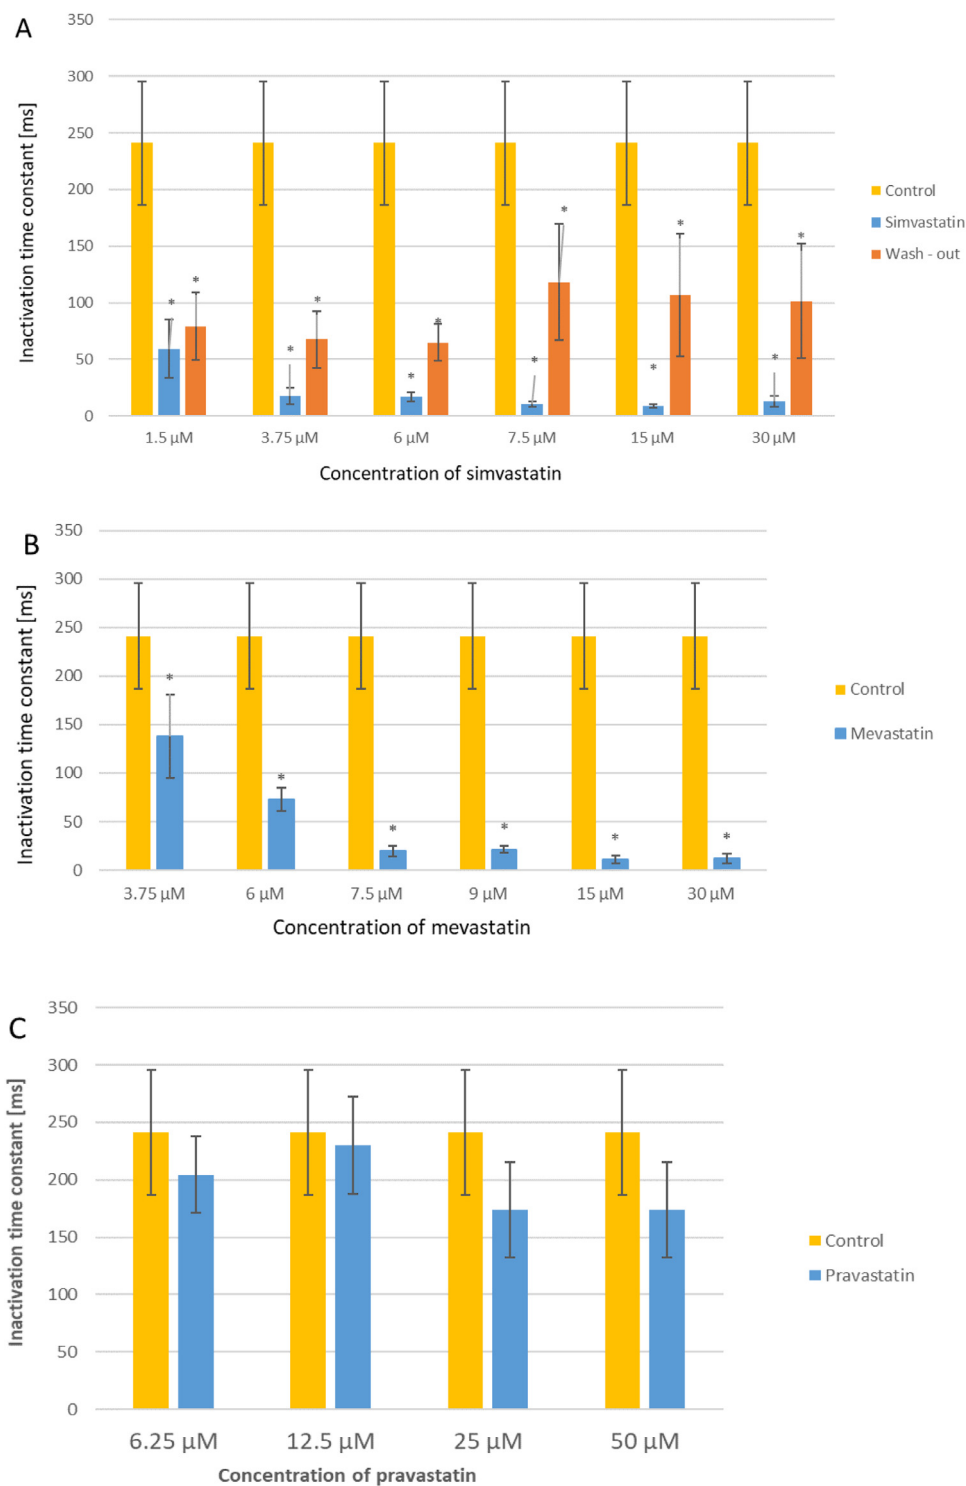 A
350
300
250
200
150
100
50
0
Inactivation time constant [ms]
* * * * * * * * * * * *
1.5 µM 3.75 µM 6 µM 7.5 µM 15 µM 30 µM
Concentration of simvastatin
Control
Simvastatin
Wash - out
B
350
300
250
200
150
100
50
0
Inactivation time constant [ms]
* * * * * *
3.75 µM 6 µM 7.5 µM 9 µM 15 µM 30 µM
Concentration of mevastatin
Control
Mevastatin
C
350
300
250
200
150
100
50
0
Inactivation time constant [ms]
6.25 µM 12.5 µM 25 µM 50 µM
Concentration of pravastatin
Control
Pravastatin